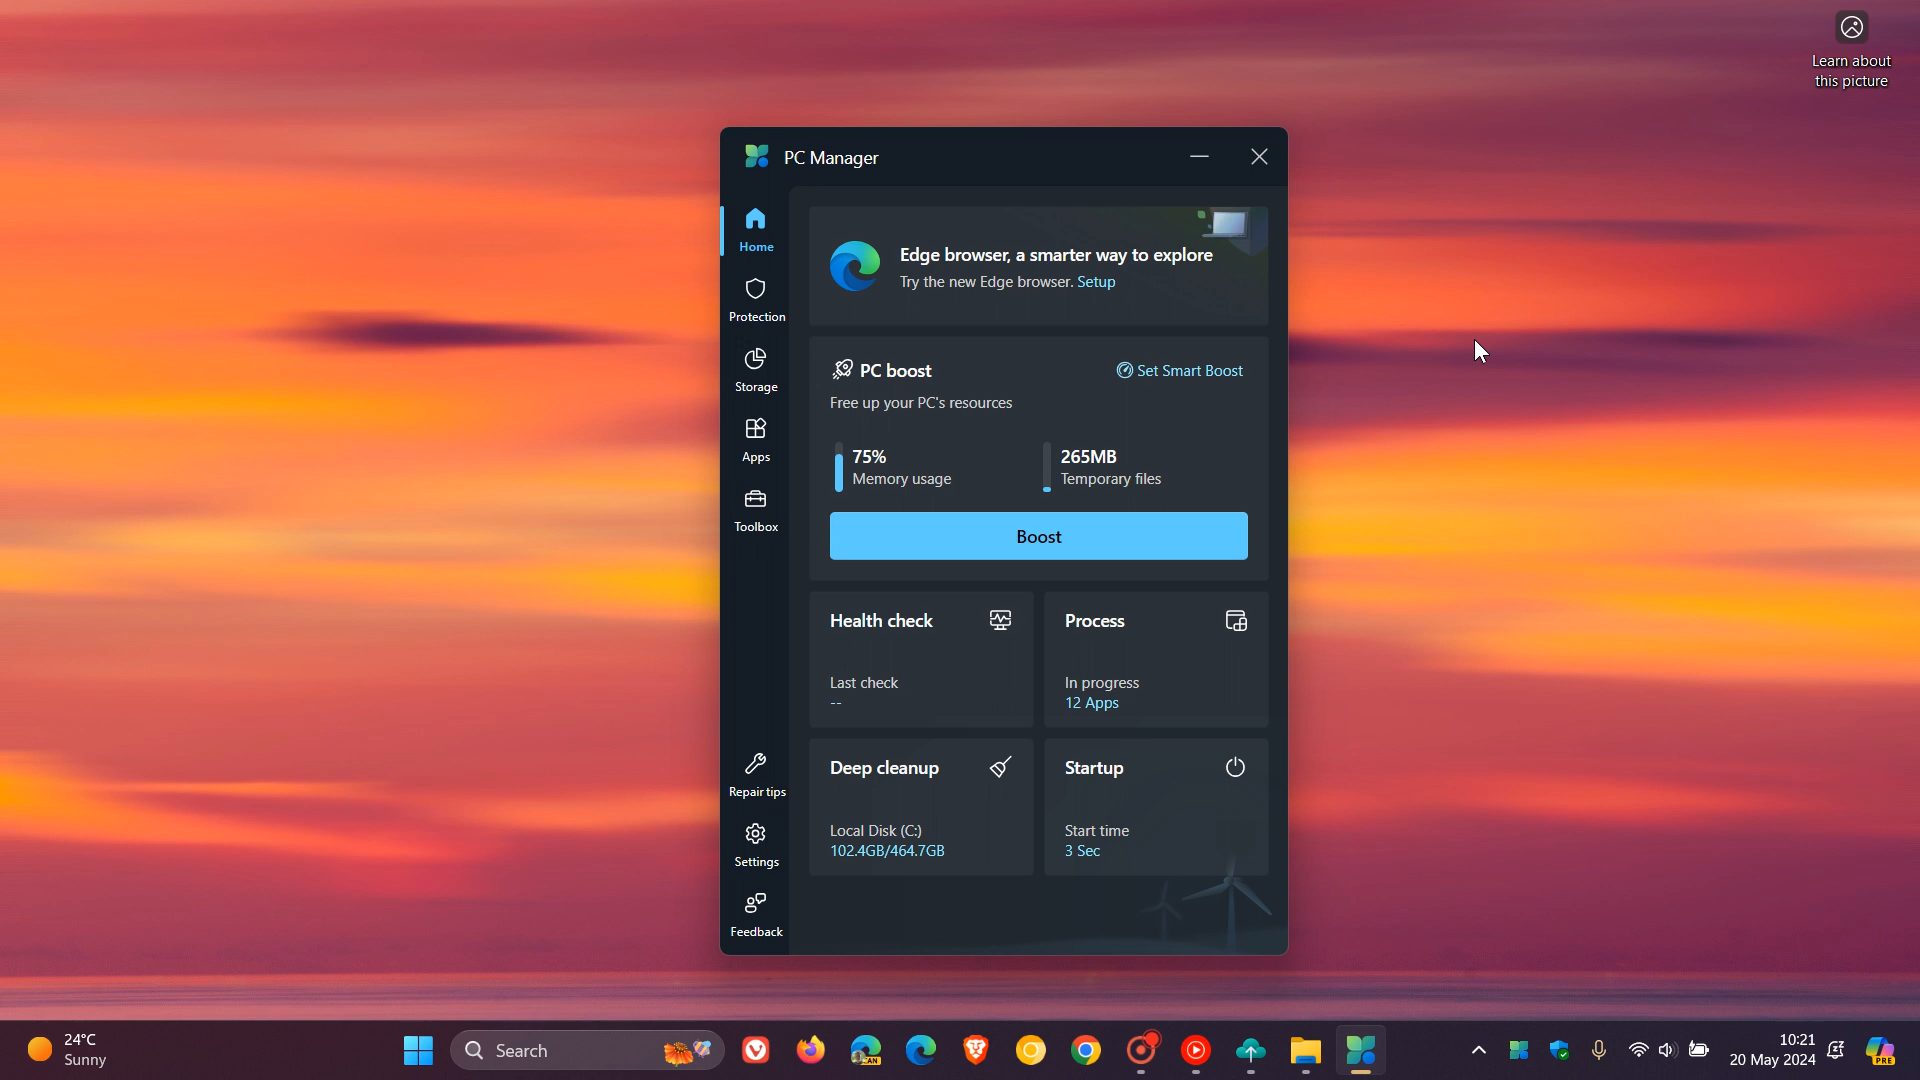 Learn about
this picture
PC Manager
Home
Protection
Storage
Apps
Toolbox
Repair tips
Settings
Feedback
Edge browser, a smarter way to explore
Try the new Edge browser. Setup
PC boost
Set Smart Boost
Free up your PC's resources
75%
Memory usage
265MB
Temporary files
Boost
Health check
Last check
--
Process
In progress
12 Apps
Deep cleanup
Local Disk (C:)
102.4GB/464.7GB
Startup
Start time
3 Sec
24°C
Sunny
Search
CAN
10:21
20 May 2024
PRE